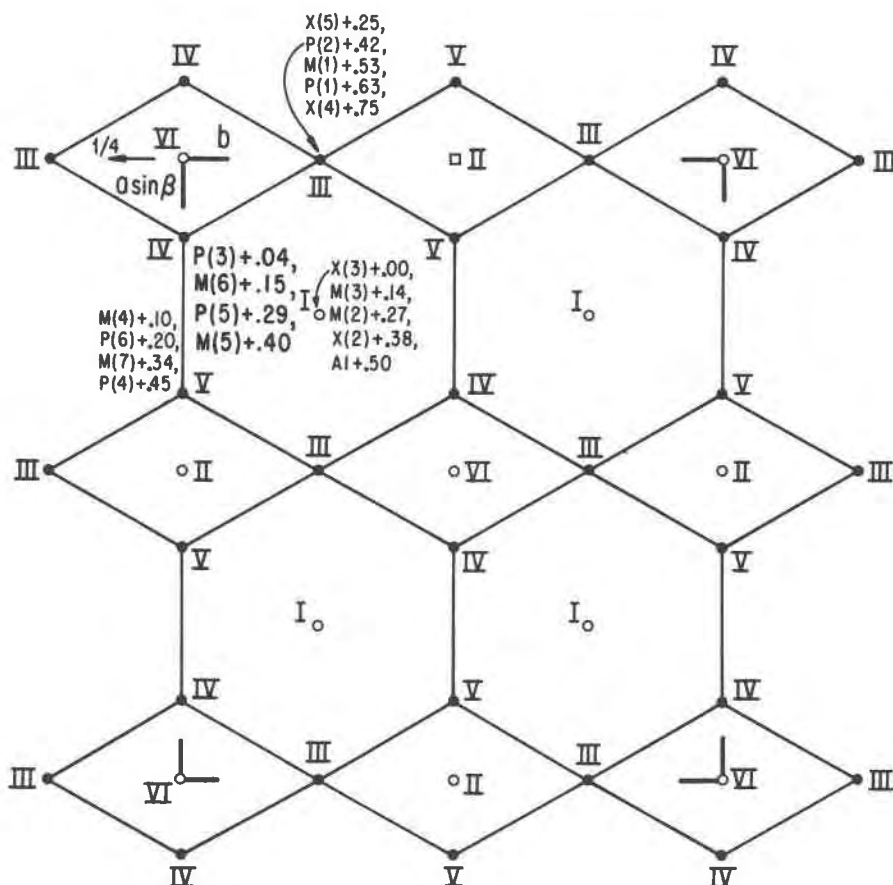 X(5)+.25,
P(2)+.42,
M(1)+.53
P(1)+.63
X(4)+.75
IV V IV
III 1/4 VI b III II III VI III
a sin β
IV V IV
P(3)+.04,
M(6)+.15,
P(5)+.29,
M(5)+.40
I
X(3)+.00,
M(3)+.14,
M(2)+.27,
X(2)+.38,
Al+.50
I
M(4)+.10,
P(6)+.20,
M(7)+.34,
P(4)+.45
V IV V
III II III VI III II III
V IV V
I I
IV V IV
III VI III II III VI III
IV V IV